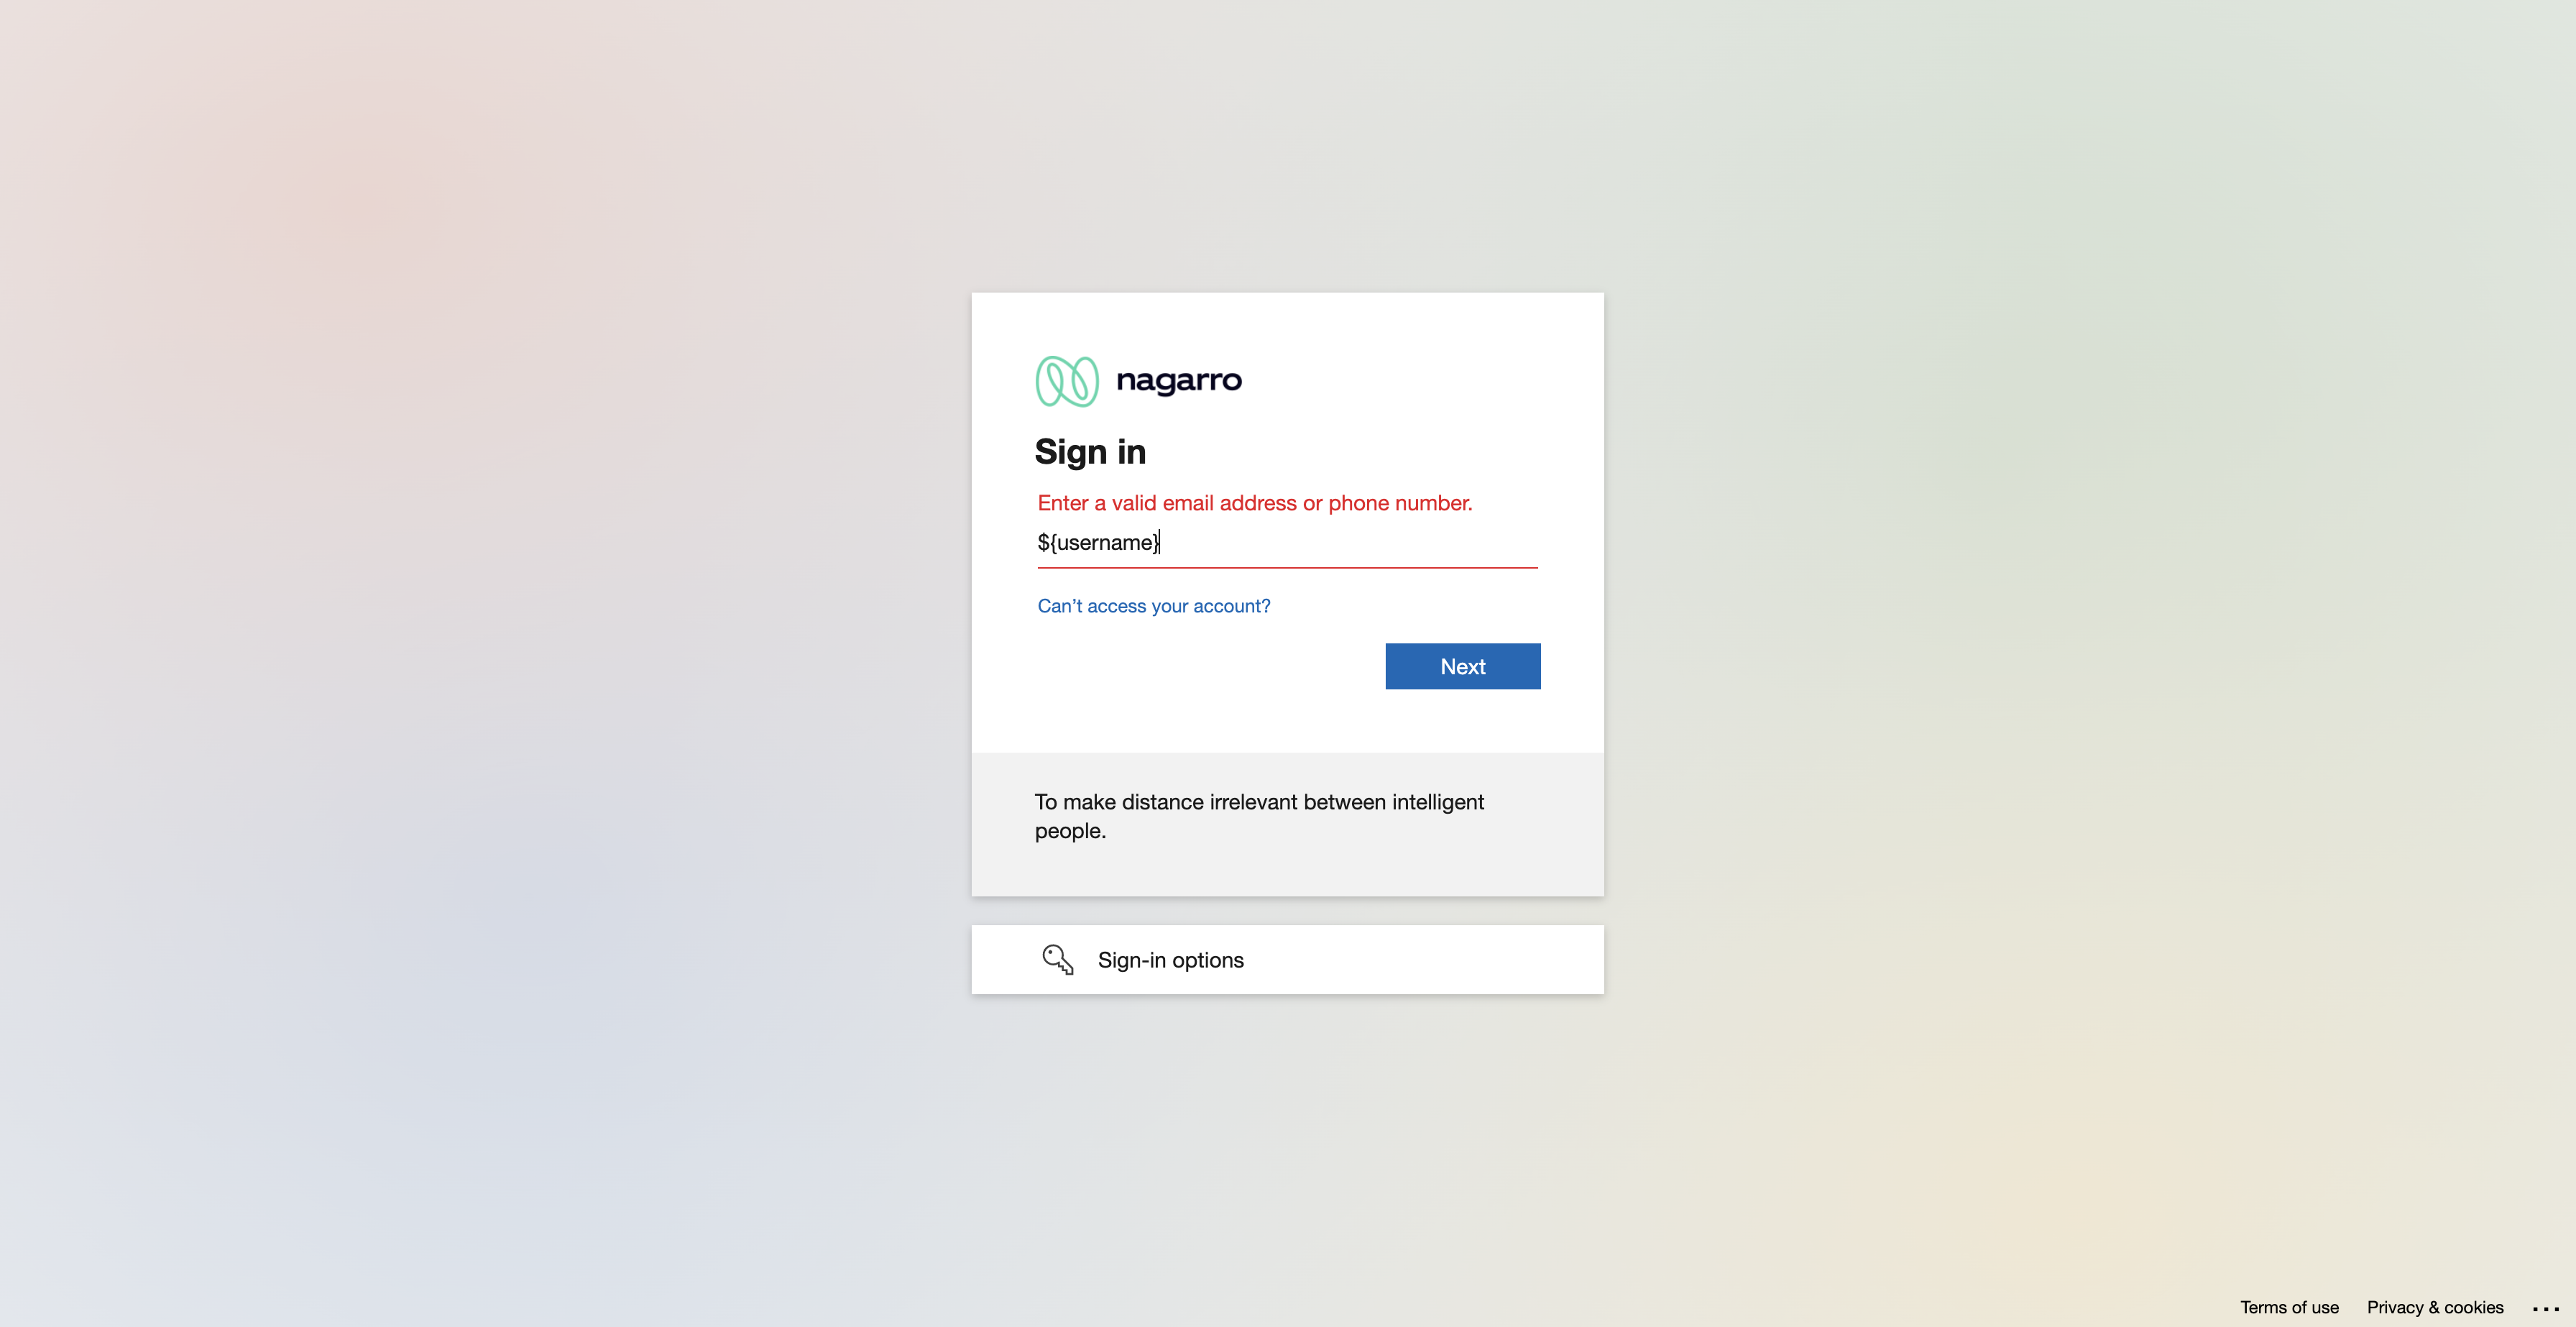 nagarro
Sign in
Enter a valid email address or phone number.
${username}
Can’t access your account?
Next
To make distance irrelevant between intelligent
people.
Sign-in options
Terms of use Privacy & cookies ...